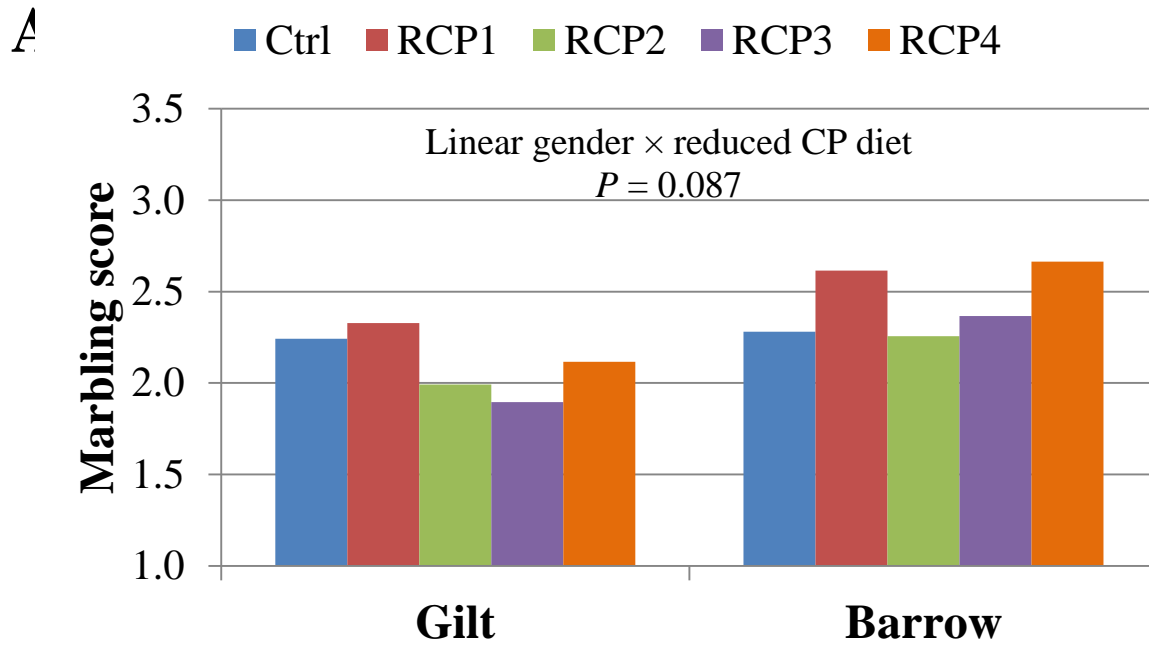 A
Ctrl RCP1 RCP2 RCP3 RCP4
3.5
Linear gender × reduced CP diet
P = 0.087
3.0
2.5
2.0
1.5
1.0
Marbling score
Gilt Barrow